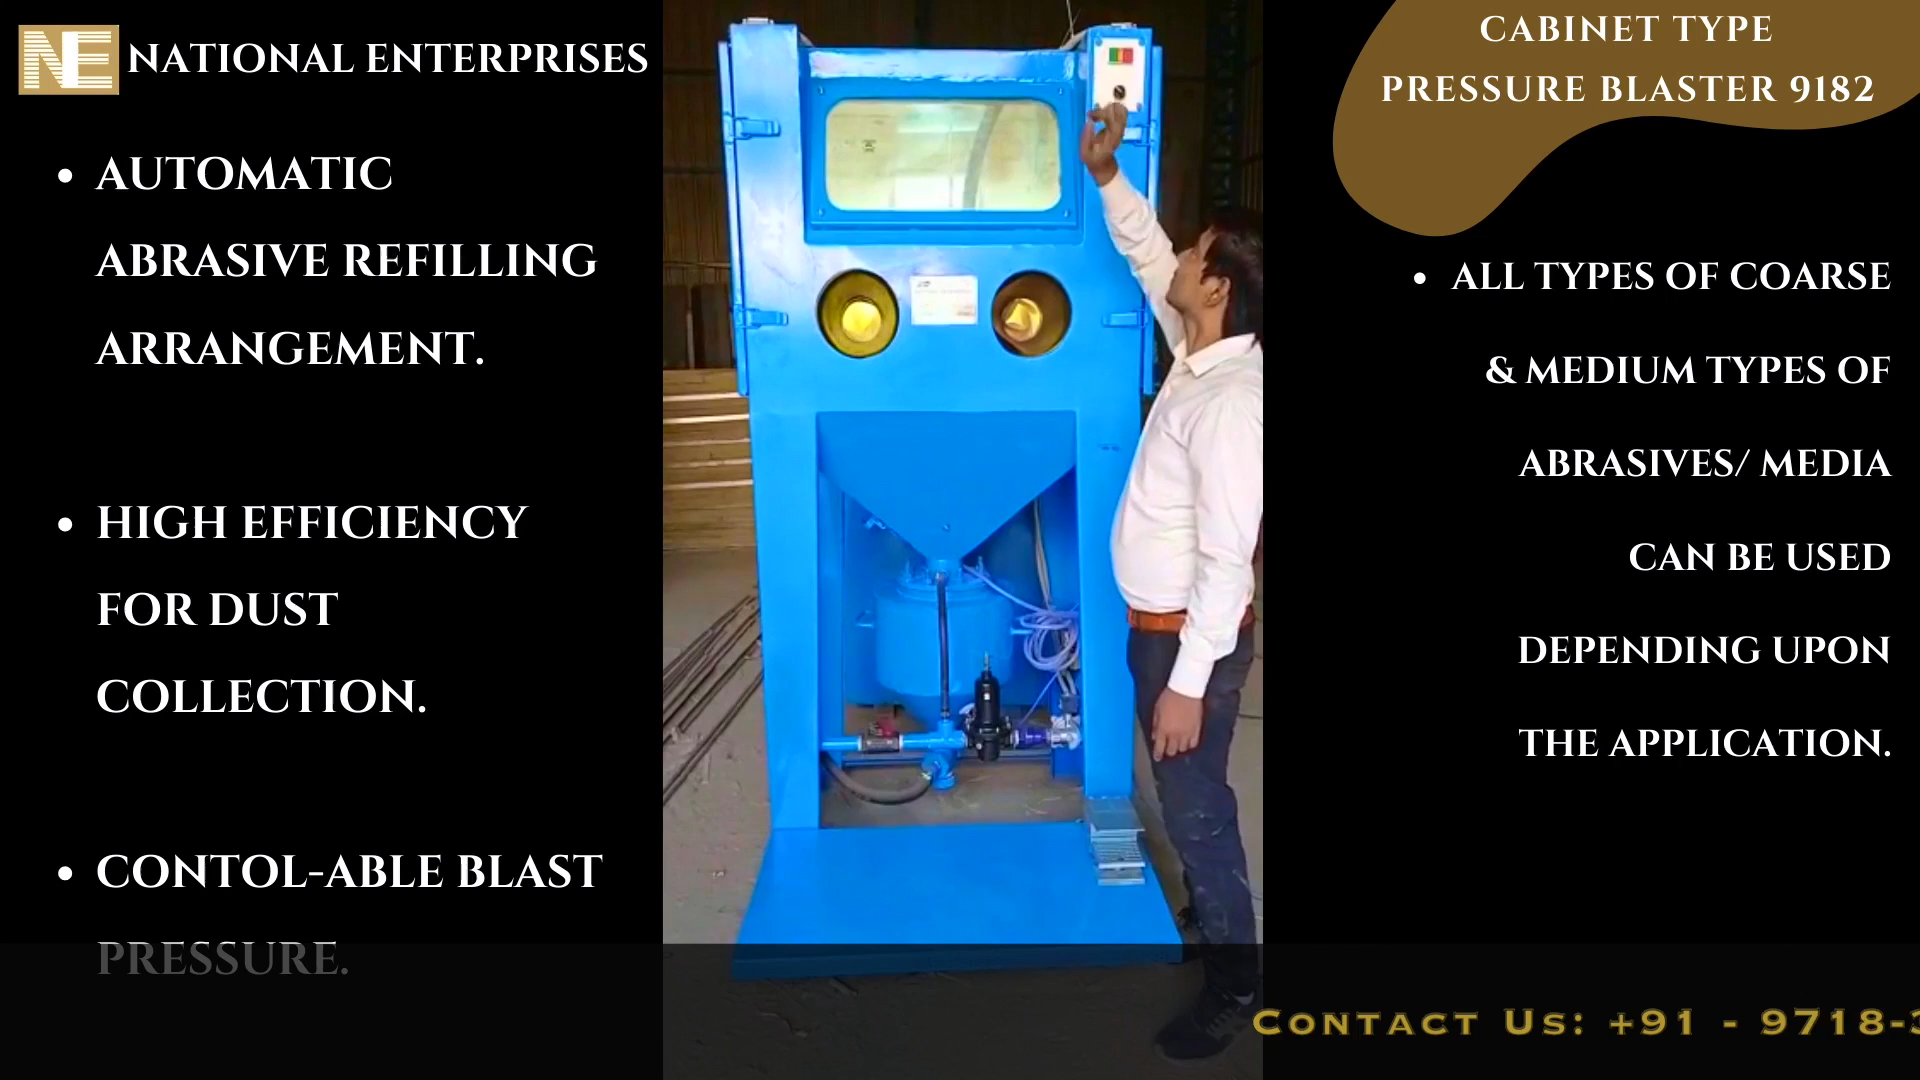 NE NATIONAL ENTERPRISES
• AUTOMATIC
ABRASIVE REFILLING
ARRANGEMENT.
• HIGH EFFICIENCY
FOR DUST
COLLECTION.
• CONTOL-ABLE BLAST
PRESSURE.
CABINET TYPE
PRESSURE BLASTER 9182
• ALL TYPES OF COARSE
& MEDIUM TYPES OF
ABRASIVES/ MEDIA
CAN BE USED
DEPENDING UPON
THE APPLICATION.
CONTACT US: +91 - 9718-